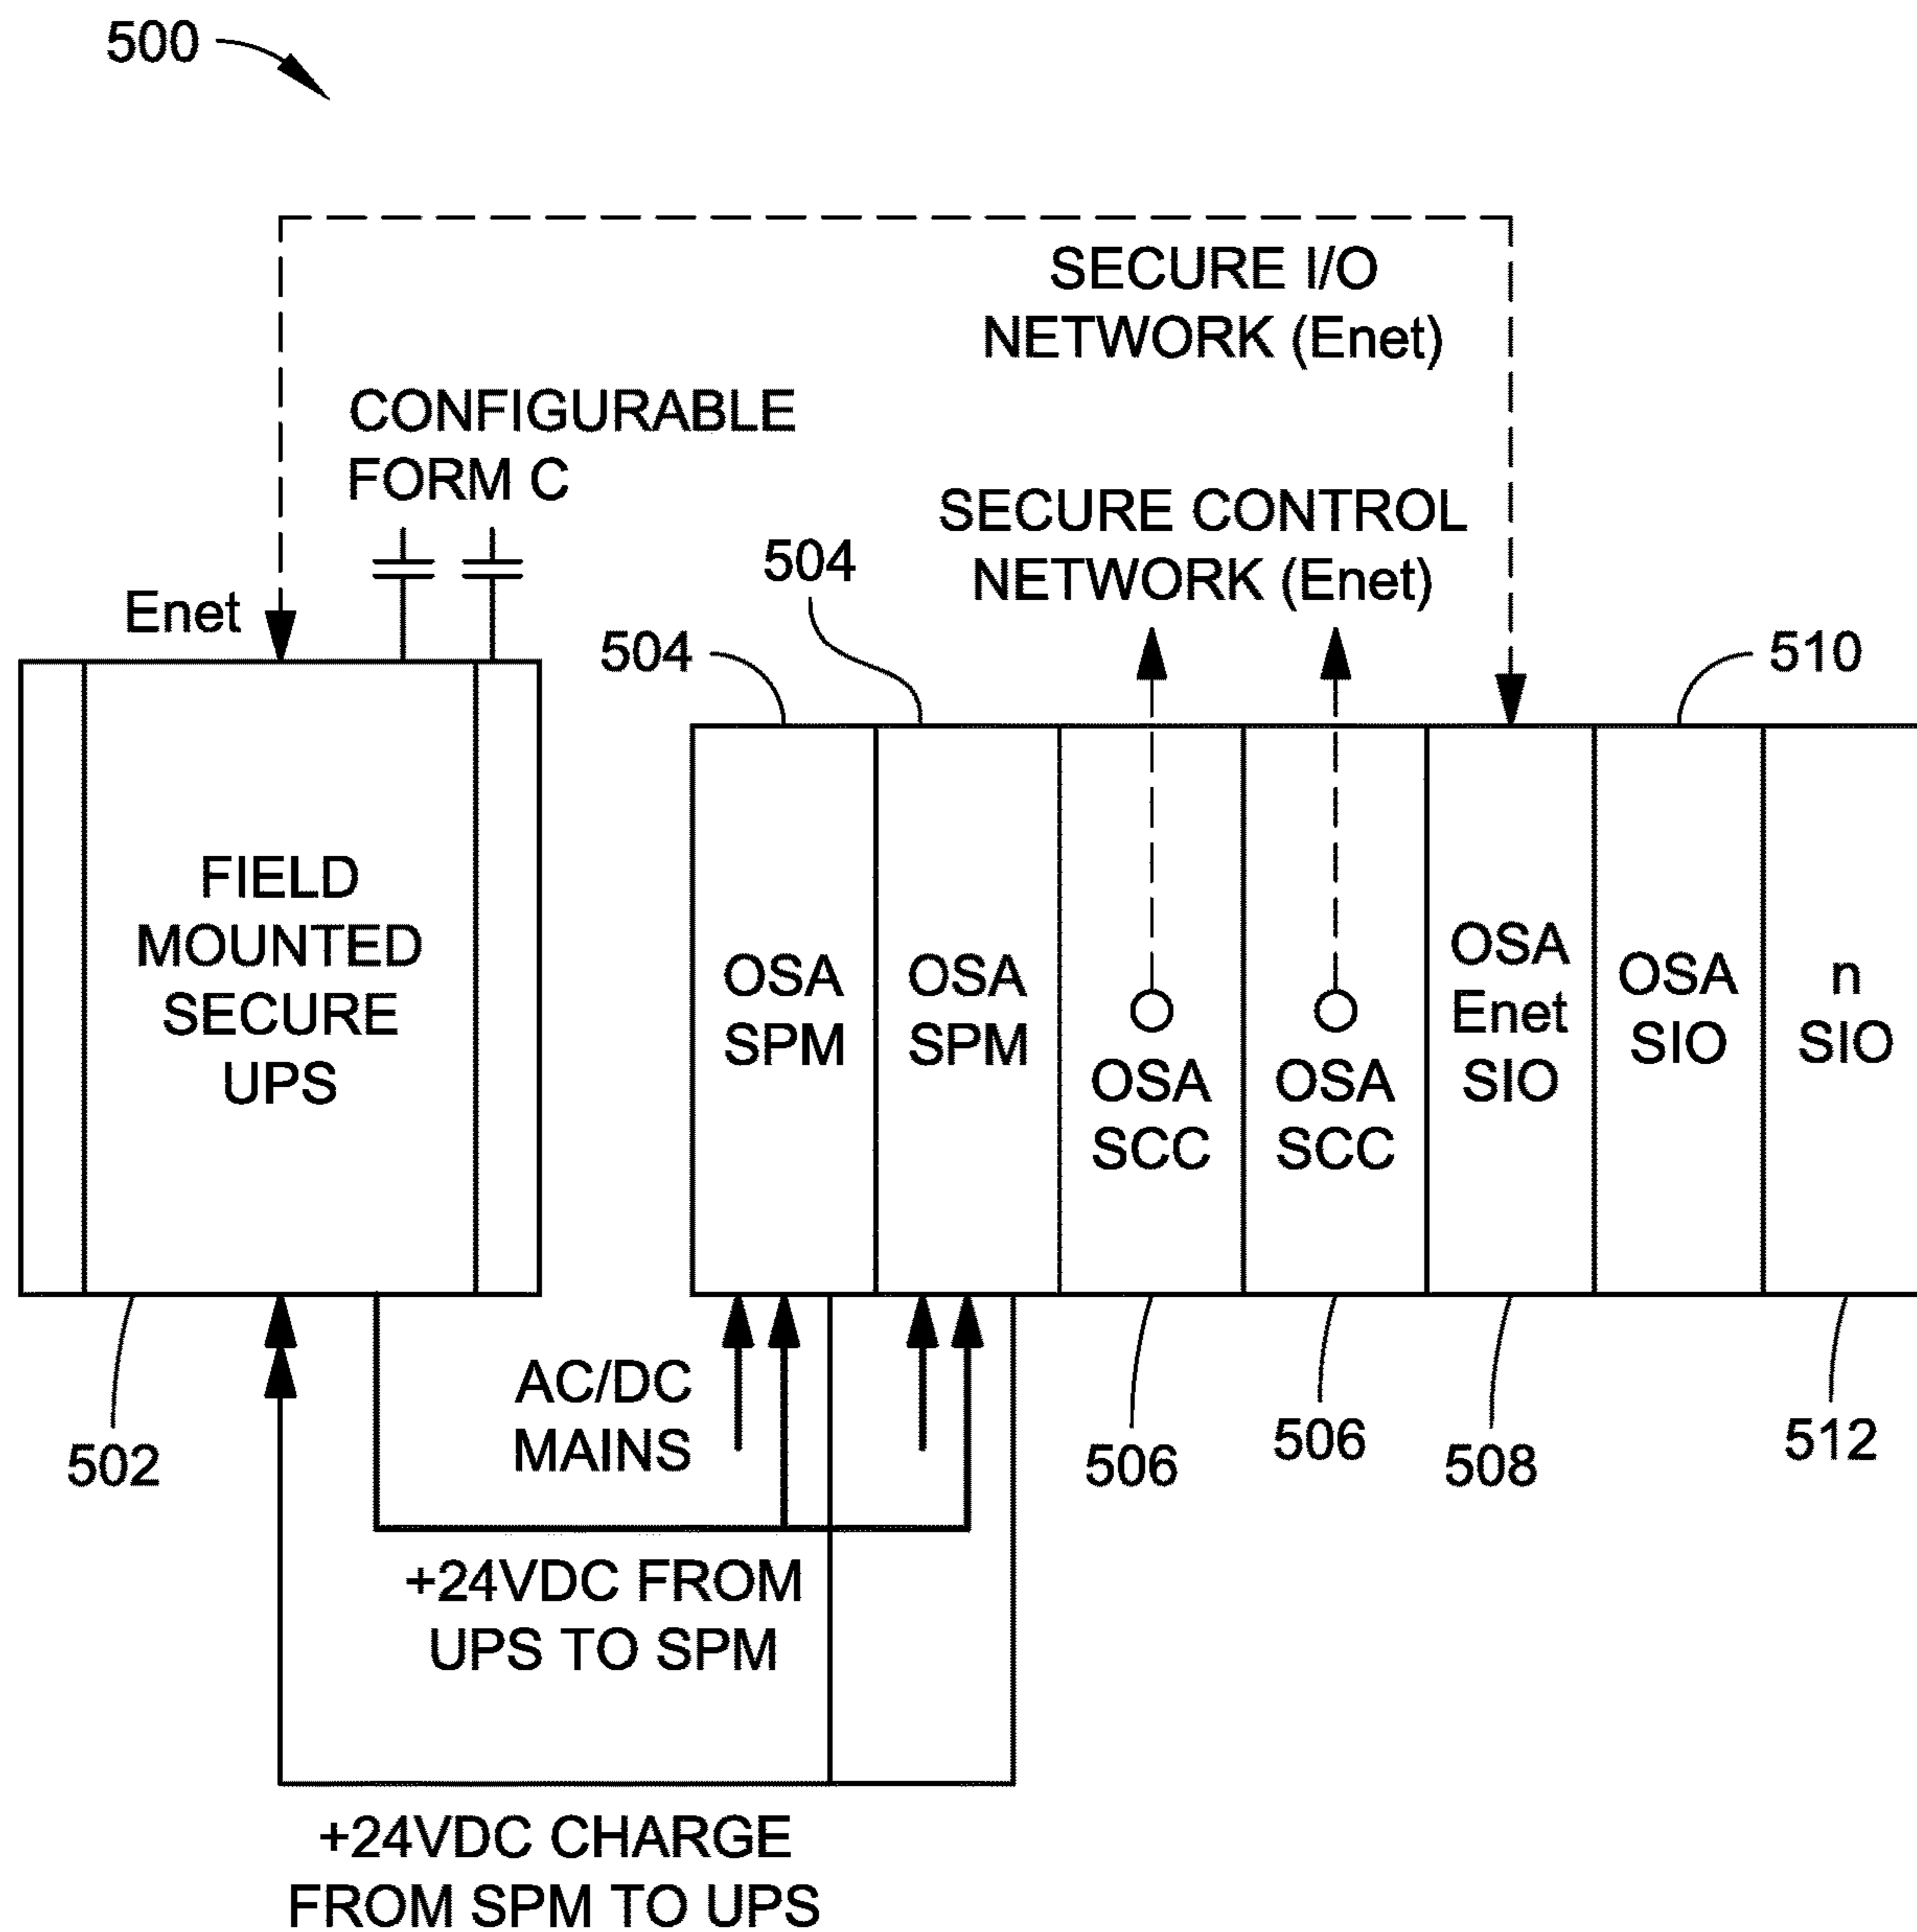 500
SECURE I/O
NETWORK (Enet)
CONFIGURABLE
FORM C
SECURE CONTROL
NETWORK (Enet)
504
Enet
504
510
FIELD
MOUNTED
SECURE
UPS
OSA
SPM
OSA
SPM
OSA
SCC
OSA
SCC
OSA
Enet
SIO
OSA
SIO
n
SIO
AC/DC
MAINS
502
506
506
508
512
+24VDC FROM
UPS TO SPM
+24VDC CHARGE
FROM SPM TO UPS